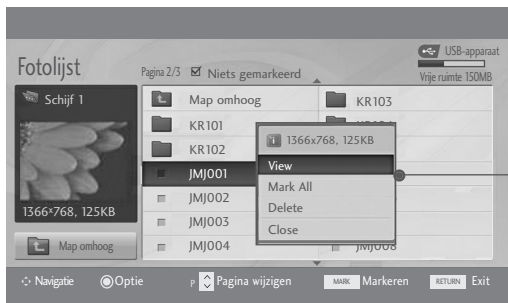 USB-apparaat
Vrije ruimte 150MB
Fotolijst
Pagina 2/3 Niets gemarkeerd
Schijf 1
1366x768, 125KB
Map omhoog
Map omhoog
KR101
KR102
JMJ001
JMJ002
JMJ003
JMJ004
KR103
JMJ008
1366x768, 125KB
View
Mark All
Delete
Close
Navigatie
Optie
P Pagina wijzigen
MARK Markeren
RETURN Exit